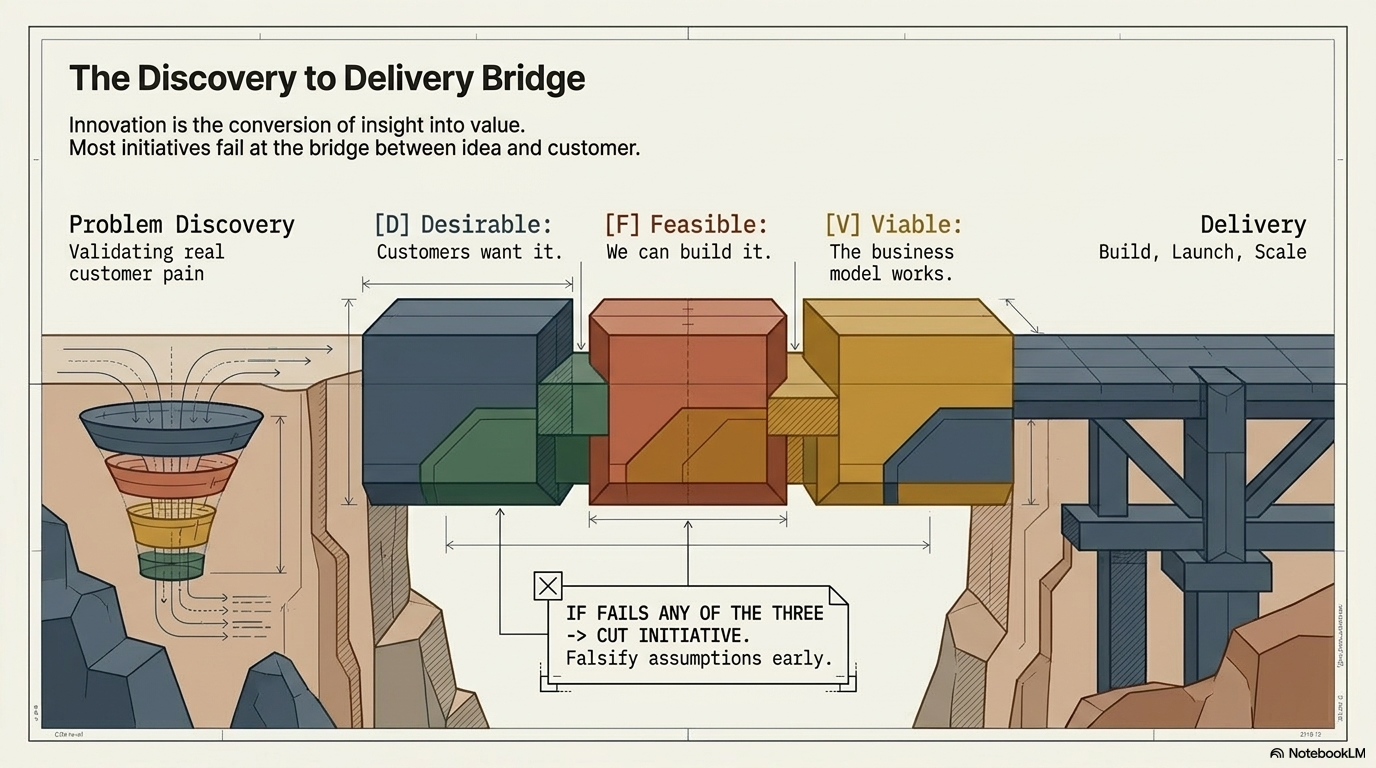 The Discovery to Delivery Bridge
Innovation is the conversion of insight into value.
Most initiatives fail at the bridge between idea and customer.
Problem Discovery
Validating real
customer pain
[D] Desirable:
Customers want it.
[F] Feasible:
We can build it.
[V] Viable:
The business
model works.
Delivery
Build, Launch, Scale
IF FAILS ANY OF THE THREE
-> CUT INITIATIVE.
Falsify assumptions early.
NotebookLM